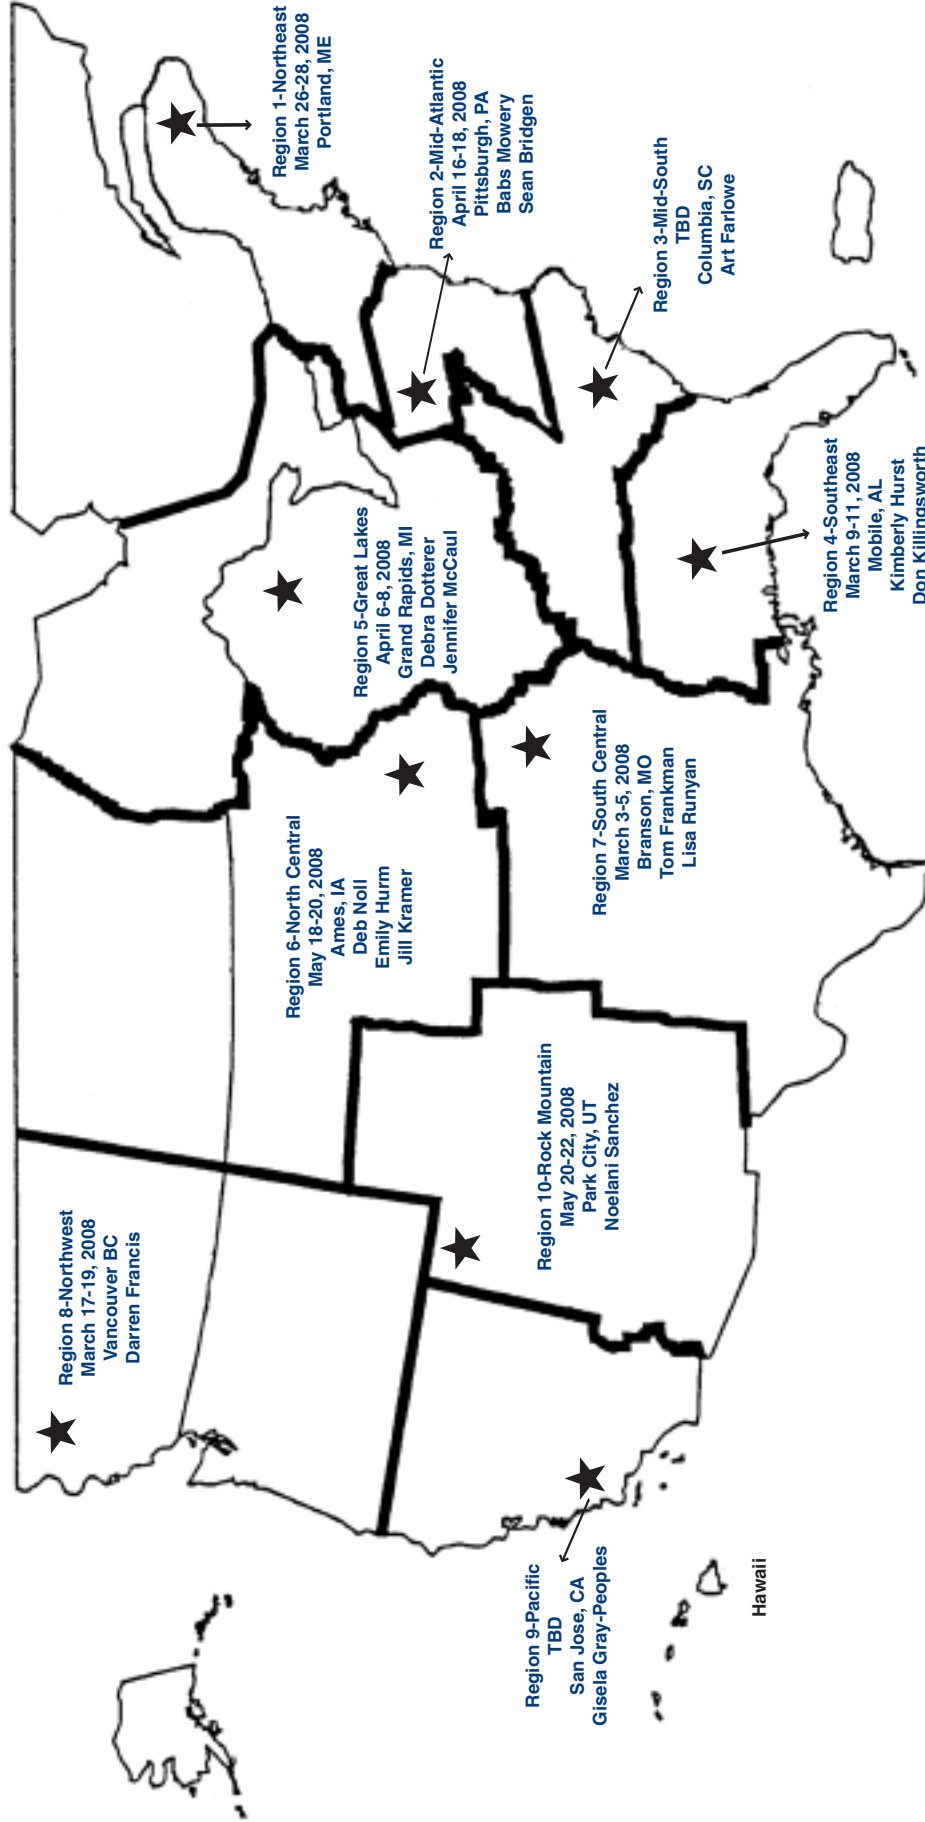 Region 8-Northwest
March 17-19, 2008
Vancouver BC
Darren Francis
Region 9-Pacific
TBD
San Jose, CA
Gisela Gray-Peoples
Hawaii
Region 10-Rock Mountain
May 20-22, 2008
Park City, UT
Noelani Sanchez
Region 6-North Central
May 18-20, 2008
Ames, IA
Deb Noll
Emily Hurm
Jill Kramer
Region 7-South Central
March 3-5, 2008
Branson, MO
Tom Frankman
Lisa Runyan
Region 5-Great Lakes
April 6-8, 2008
Grand Rapids, MI
Debra Dotterer
Jennifer McCaul
Region 4-Southeast
March 9-11, 2008
Mobile, AL
Kimberly Hurst
Don Killingsworth
Region 1-Northeast
March 26-28, 2008
Portland, ME
Region 2-Mid-Atlantic
April 16-18, 2008
Pittsburgh, PA
Babs Mowery
Sean Bridgen
Region 3-Mid-South
TBD
Columbia, SC
Art Farlowe